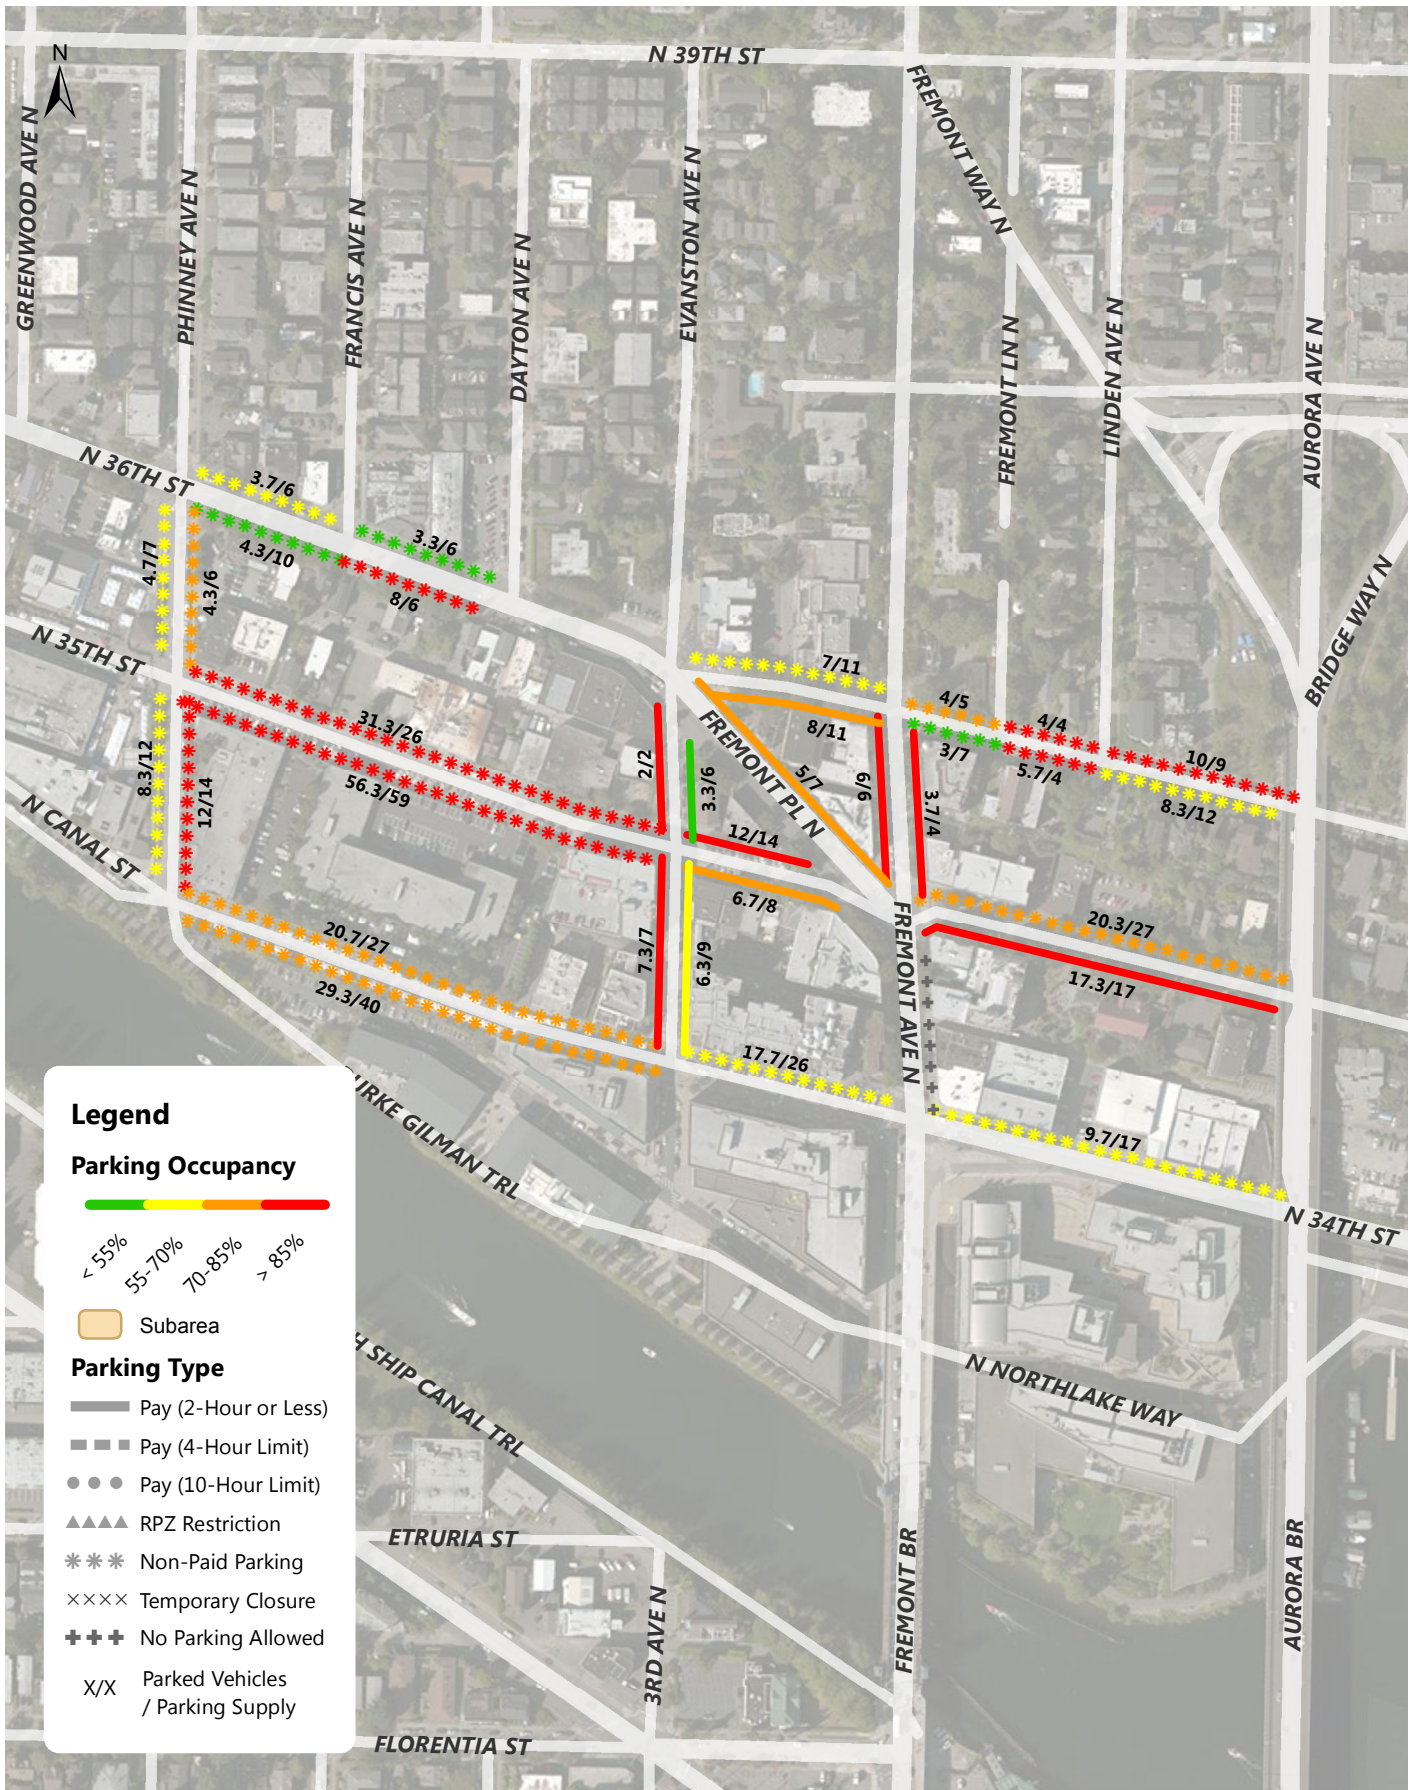 N 39TH ST
N
GREENWOOD AVE N
PHINNEY AVE N
FRANCIS AVE N
DAYTON AVE N
EVANSTON AVE N
FREMONT WAY N
FREMONT LN N
LINDEN AVE N
AURORA AVE N
BRIDGE WAY N
N 36TH ST
3.7/6
4.3/10
3.3/6
8/6
4.7/7
4.3/6
N 35TH ST
31.3/26
56.3/59
8.3/12
12/14
N CANAL ST
20.7/27
29.3/40
2/2
3.3/6
FREMONT PL N
7/11
8/11
5/7
6/6
3.7/4
4/5
4/4
3/7
5.7/4
10/9
8.3/12
12/14
6.7/8
7.3/7
6.3/9
FREMONT AVE N
20.3/27
17.3/17
17.7/26
9.7/17
N 34TH ST
URKE GILMAN TRL
N NORTHLAKE WAY
H SHIP CANAL TRL
ETRURIA ST
3RD AVE N
FLORENTIA ST
FREMONT BR
AURORA BR
Legend
Parking Occupancy
< 55%
55-70%
70-85%
> 85%
Subarea
Parking Type
Pay (2-Hour or Less)
Pay (4-Hour Limit)
Pay (10-Hour Limit)
RPZ Restriction
Non-Paid Parking
Temporary Closure
No Parking Allowed
X/X Parked Vehicles
/ Parking Supply